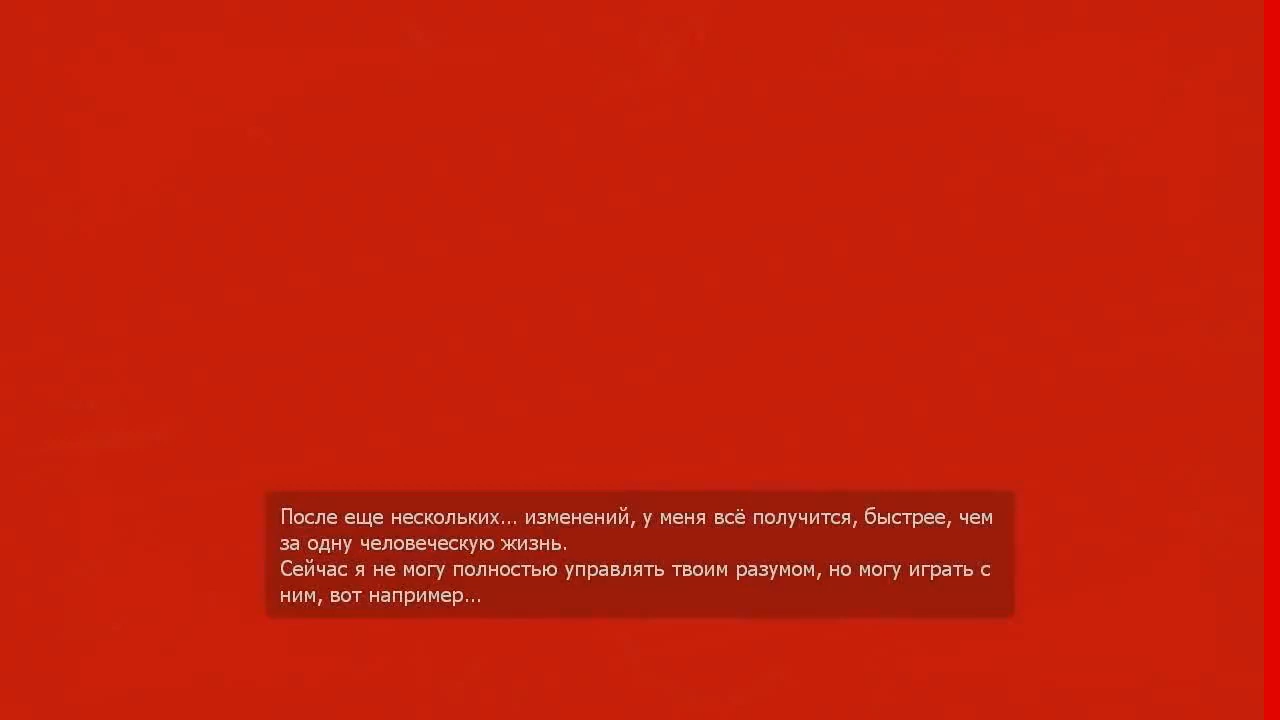 После еще нескольких... изменений, у меня всё получится, быстрее, чем
за одну человеческую жизнь.
Сейчас я не могу полностью управлять твоим разумом, но могу играть с
ним, вот например...